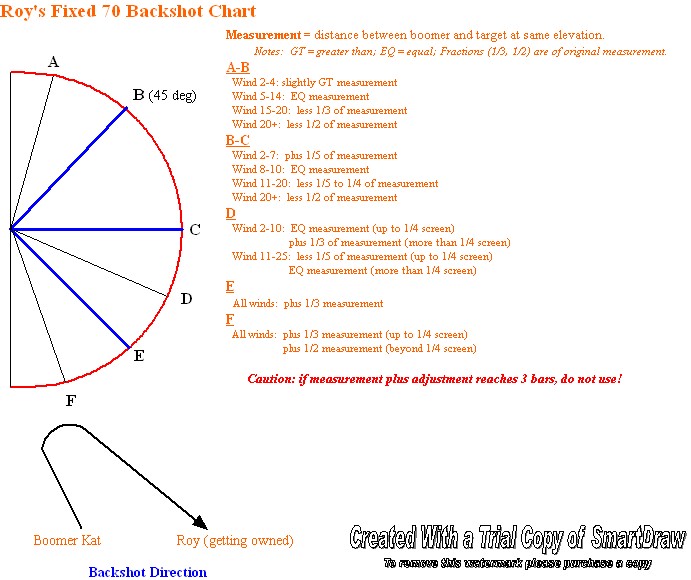 Roy's Fixed 70 Backshot Chart
Measurement = distance between boomer and target at same elevation.
Notes: GT = greater than; EQ = equal; Fractions (1/3, 1/2) are of original measurement.
A-B
Wind 2-4: slightly GT measurement
Wind 5-14: EQ measurement
Wind 15-20: less 1/3 of measurement
Wind 20+: less 1/2 of measurement
B-C
Wind 2-7: plus 1/5 of measurement
Wind 8-10: EQ measurement
Wind 11-20: less 1/5 to 1/4 of measurement
Wind 20+: less 1/2 of measurement
D
Wind 2-10: EQ measurement (up to 1/4 screen)
plus 1/3 of measurement (more than 1/4 screen)
Wind 11-25: less 1/5 of measurement (up to 1/4 screen)
EQ measurement (more than 1/4 screen)
E
All winds: plus 1/3 measurement
F
All winds: plus 1/3 measurement (up to 1/4 screen)
plus 1/2 measurement (beyond 1/4 screen)
Caution: if measurement plus adjustment reaches 3 bars, do not use!
A
B (45 deg)
C
D
E
F
Boomer Kat
Roy (getting owned)
Backshot Direction
Created With a Trial Copy of SmartDraw
To remove this watermark please purchase a copy